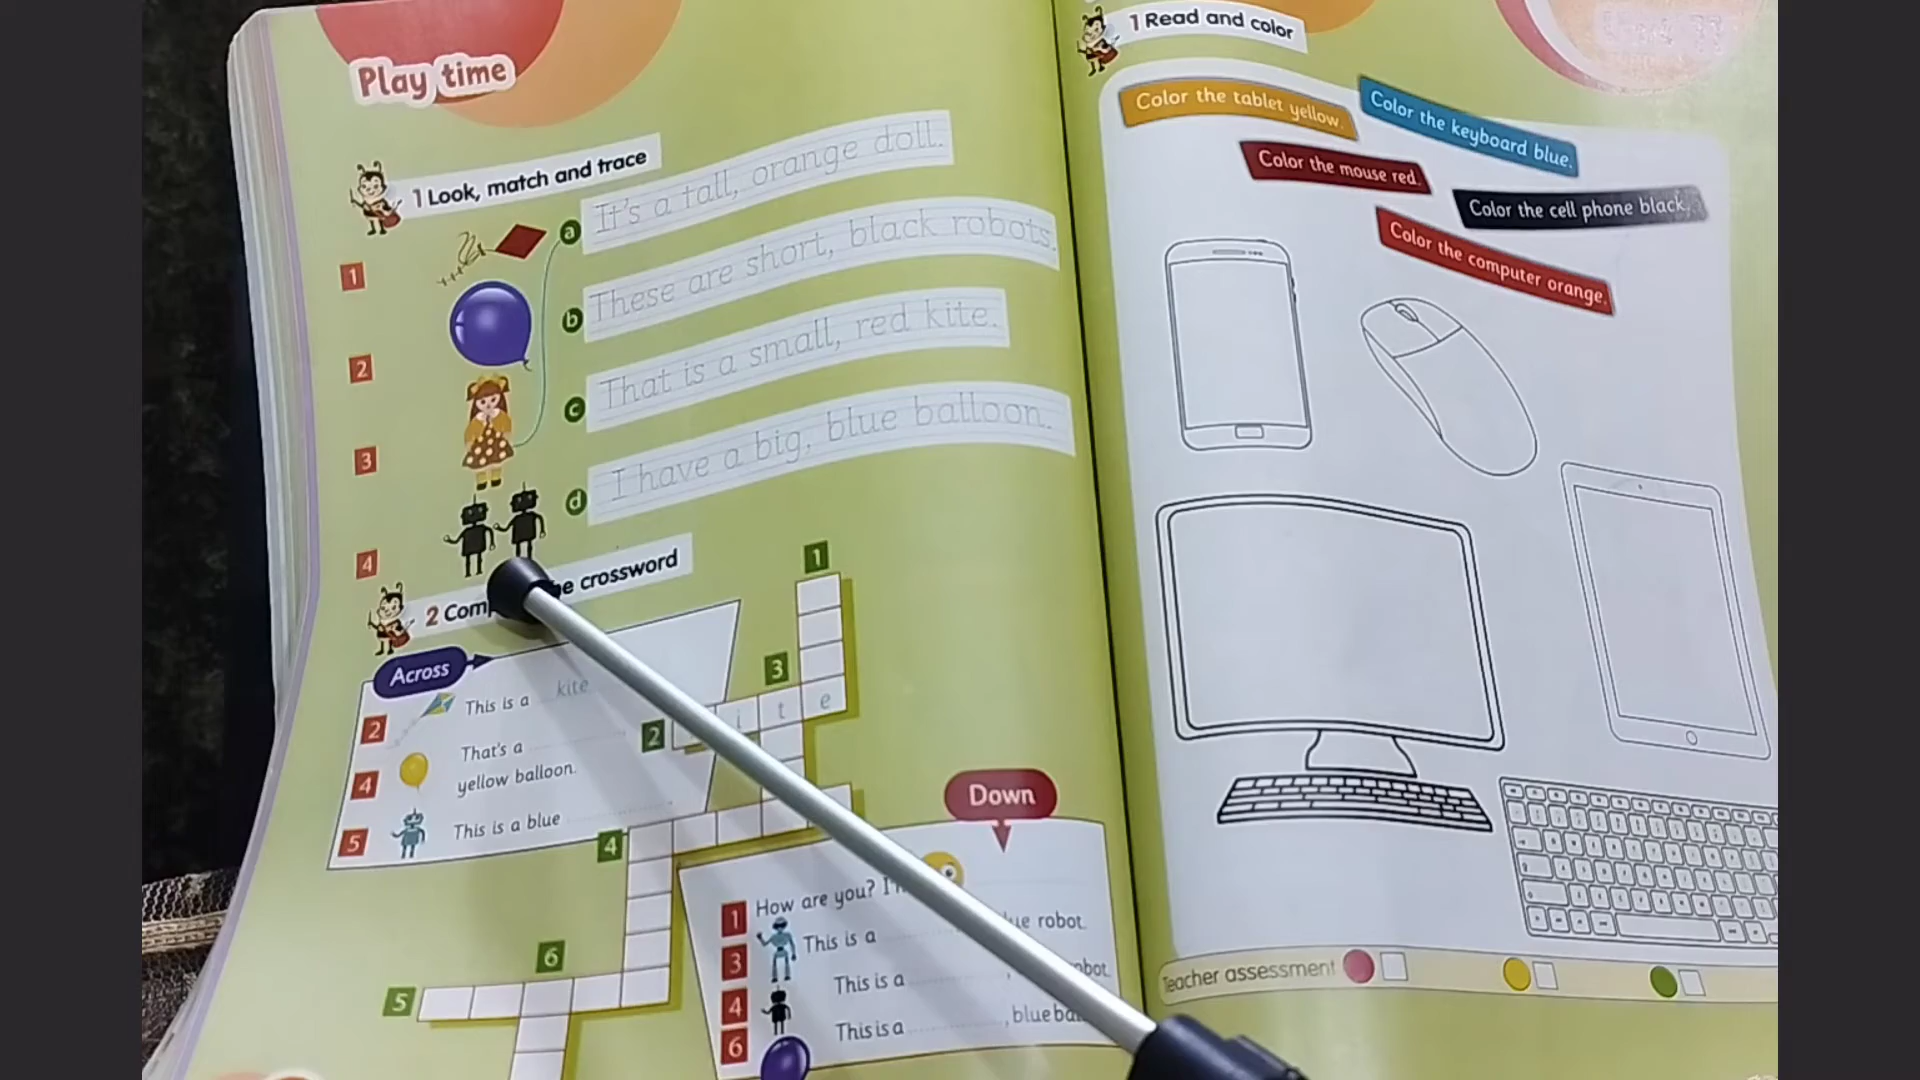 Play time
1 Look, match and trace
1
2
3
4
a It's a tall, orange doll.
b These are short, black robots.
c That is a small, red kite.
d I have a big, blue balloon.
2 crossword
Across
2 This is a kite
4 That's a
yellow balloon.
5 This is a blue
1
3
2 i t e
4
6
5
Down
1 How are you?
3 This is a robot.
4 This is a
6 This is a , blue
1 Read and color
Color the tablet yellow.
Color the keyboard blue.
Color the mouse red.
Color the cell phone black.
Color the computer orange.
Teacher assessment